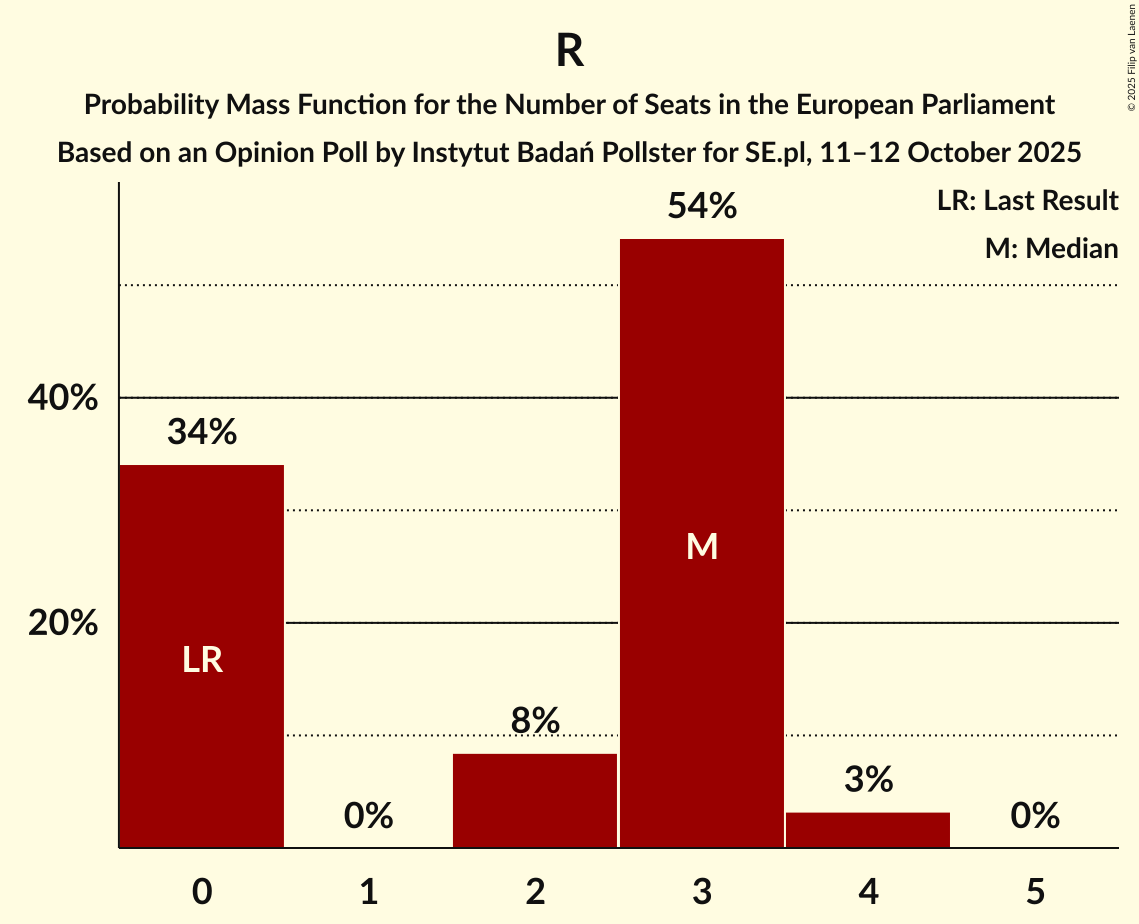 R
Probability Mass Function for the Number of Seats in the European Parliament
Based on an Opinion Poll by Instytut Badań Pollster for SE.pl, 11–12 October 2025
© 2025 Filip van Laenen
LR: Last Result
M: Median
54%
40%
34%
M
20%
LR
8%
3%
0%
0%
0 1 2 3 4 5